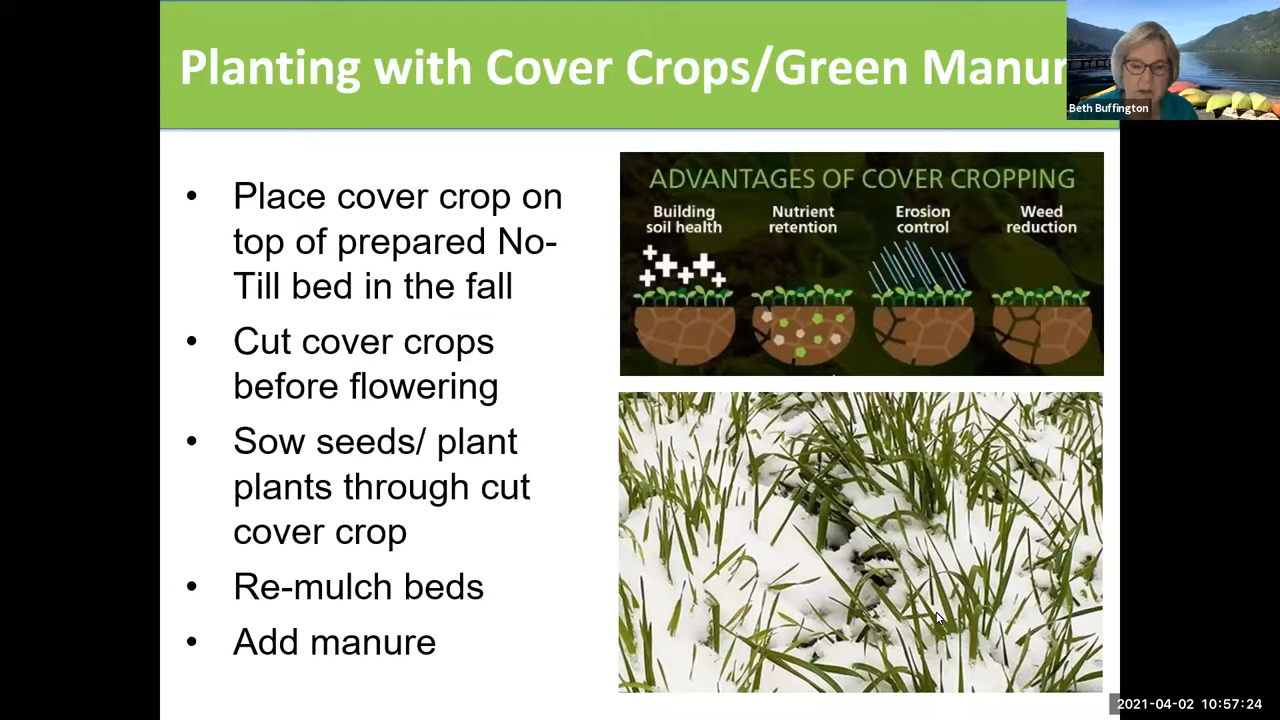 Planting with Cover Crops/Green Manur
Beth Buffington
• Place cover crop on
top of prepared No-
Till bed in the fall
• Cut cover crops
before flowering
• Sow seeds/ plant
plants through cut
cover crop
• Re-mulch beds
• Add manure
ADVANTAGES OF COVER CROPPING
Building
soil health
Nutrient
retention
Erosion
control
Weed
reduction
2021-04-02 10:57:24